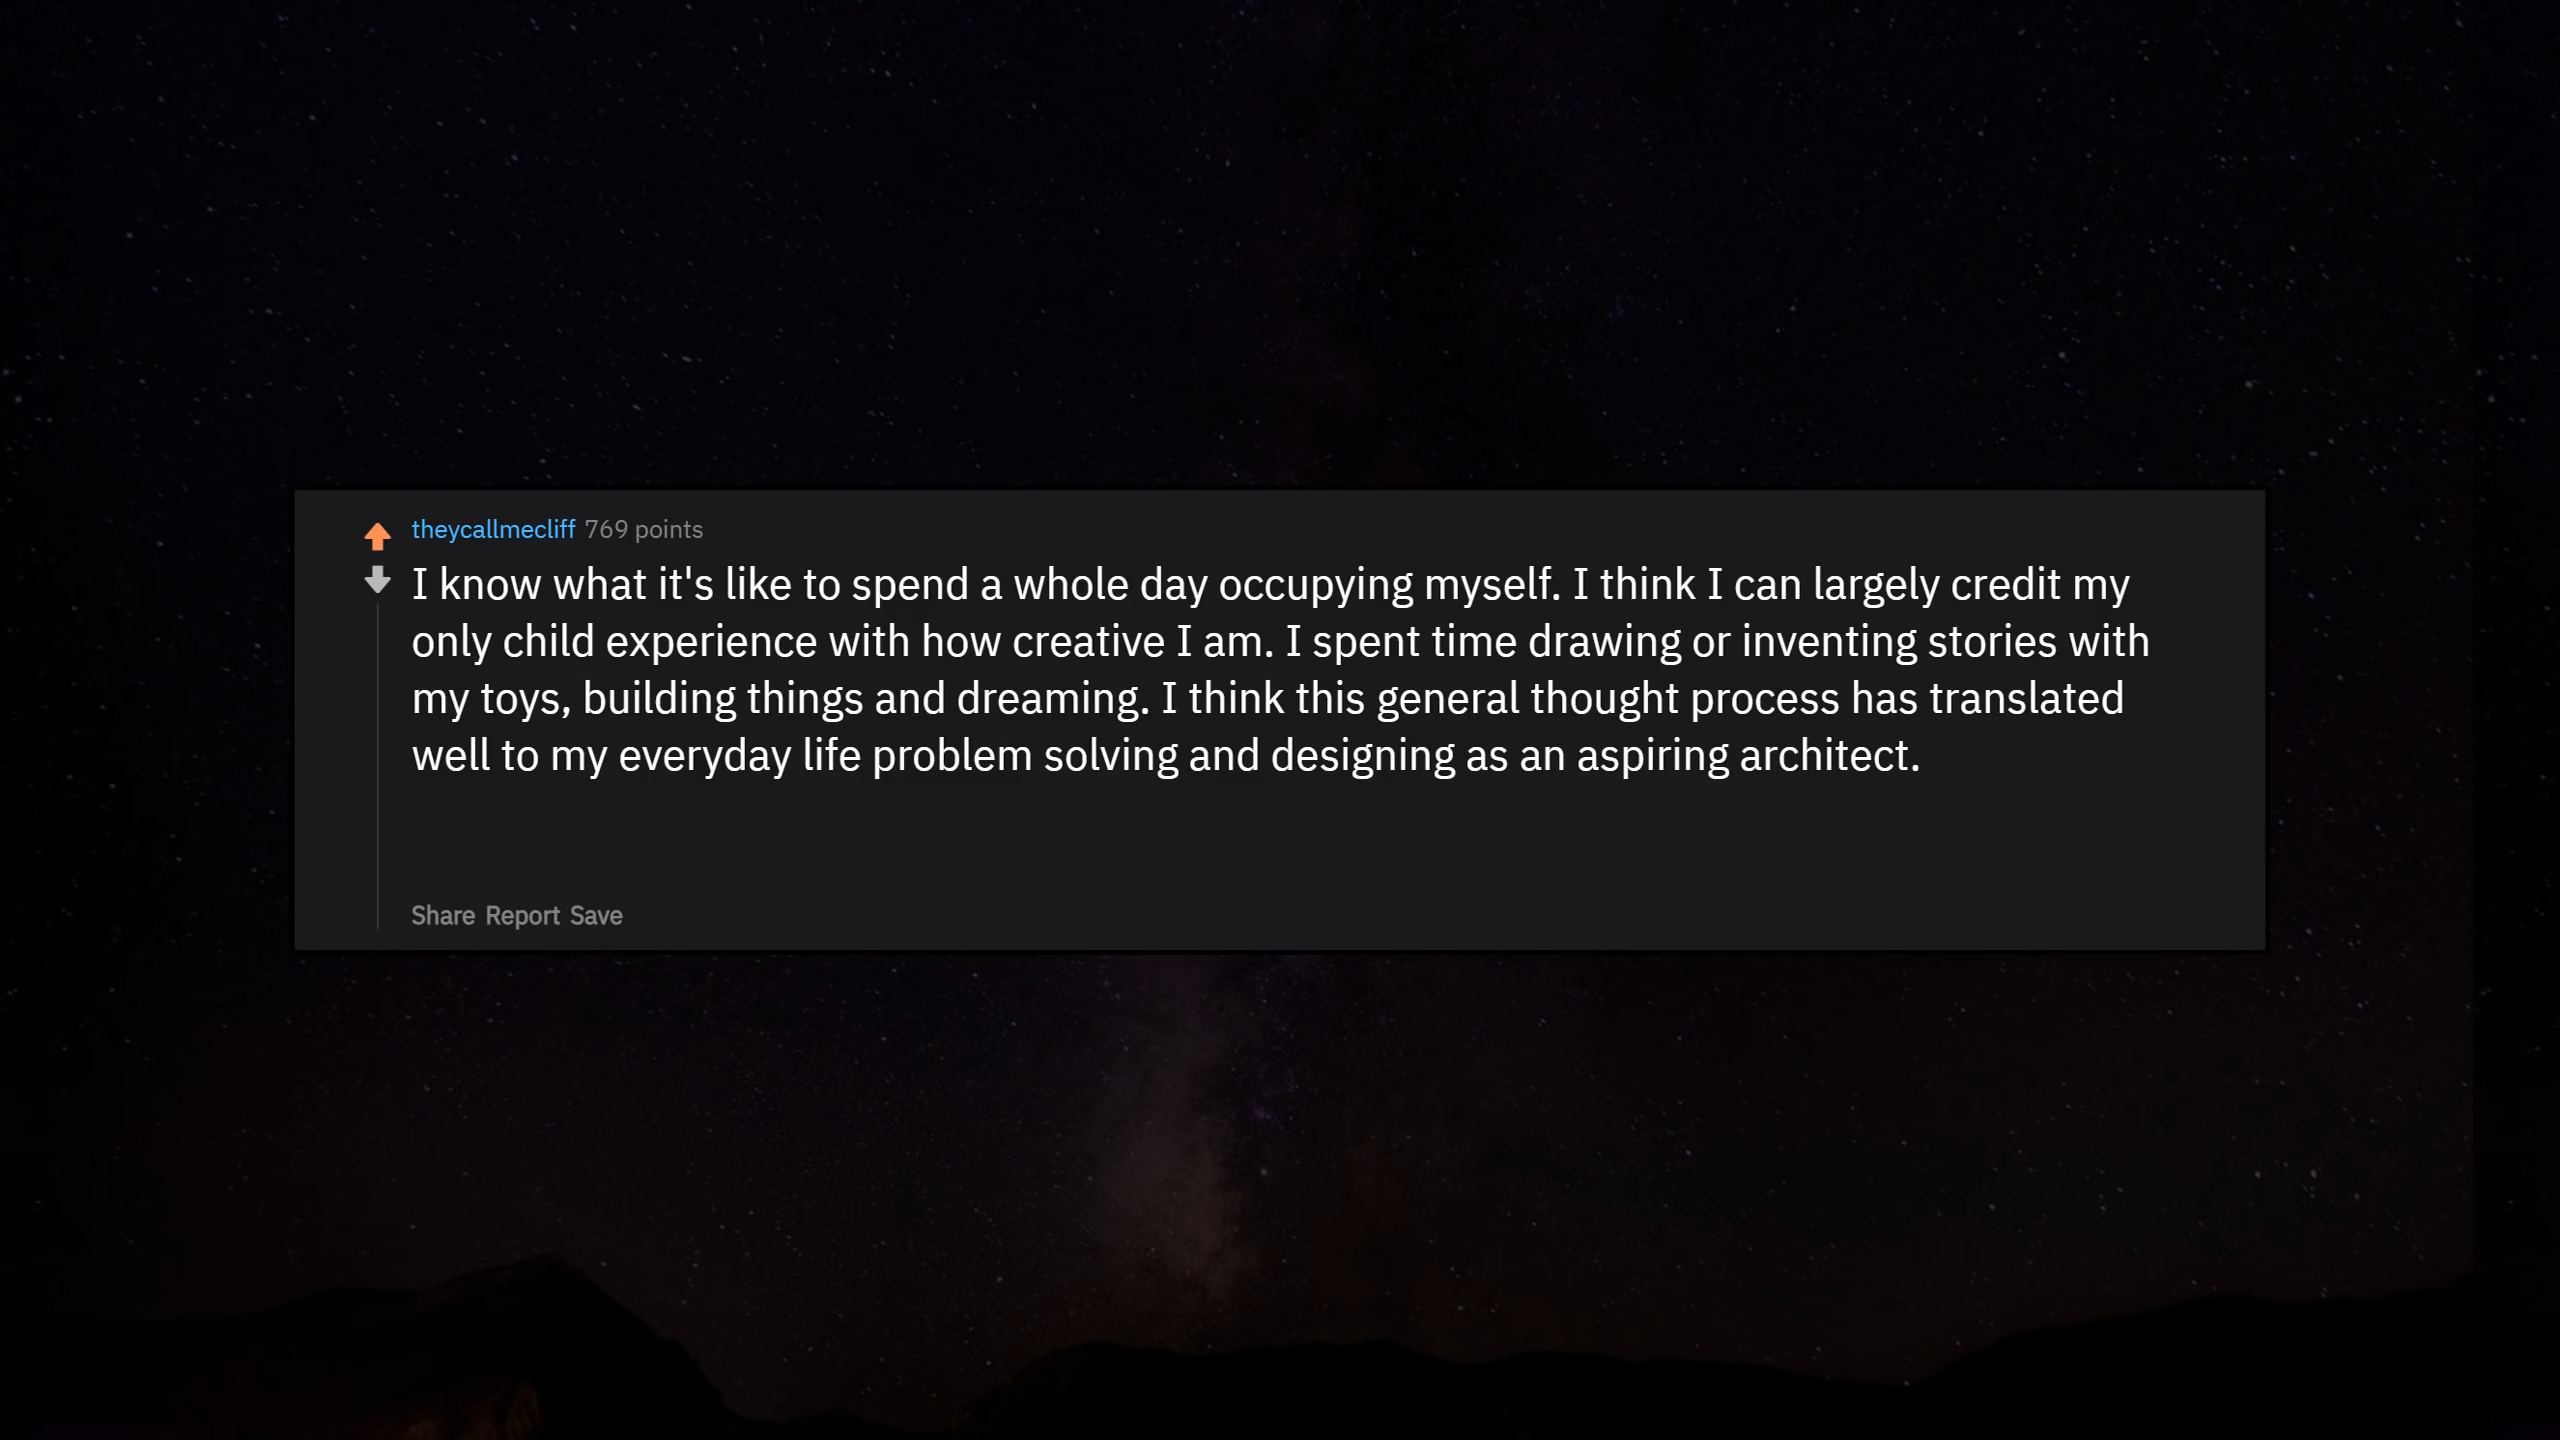 theycallmecliff 769 points
I know what it's like to spend a whole day occupying myself. I think I can largely credit my
only child experience with how creative I am. I spent time drawing or inventing stories with
my toys, building things and dreaming. I think this general thought process has translated
well to my everyday life problem solving and designing as an aspiring architect.
Share Report Save